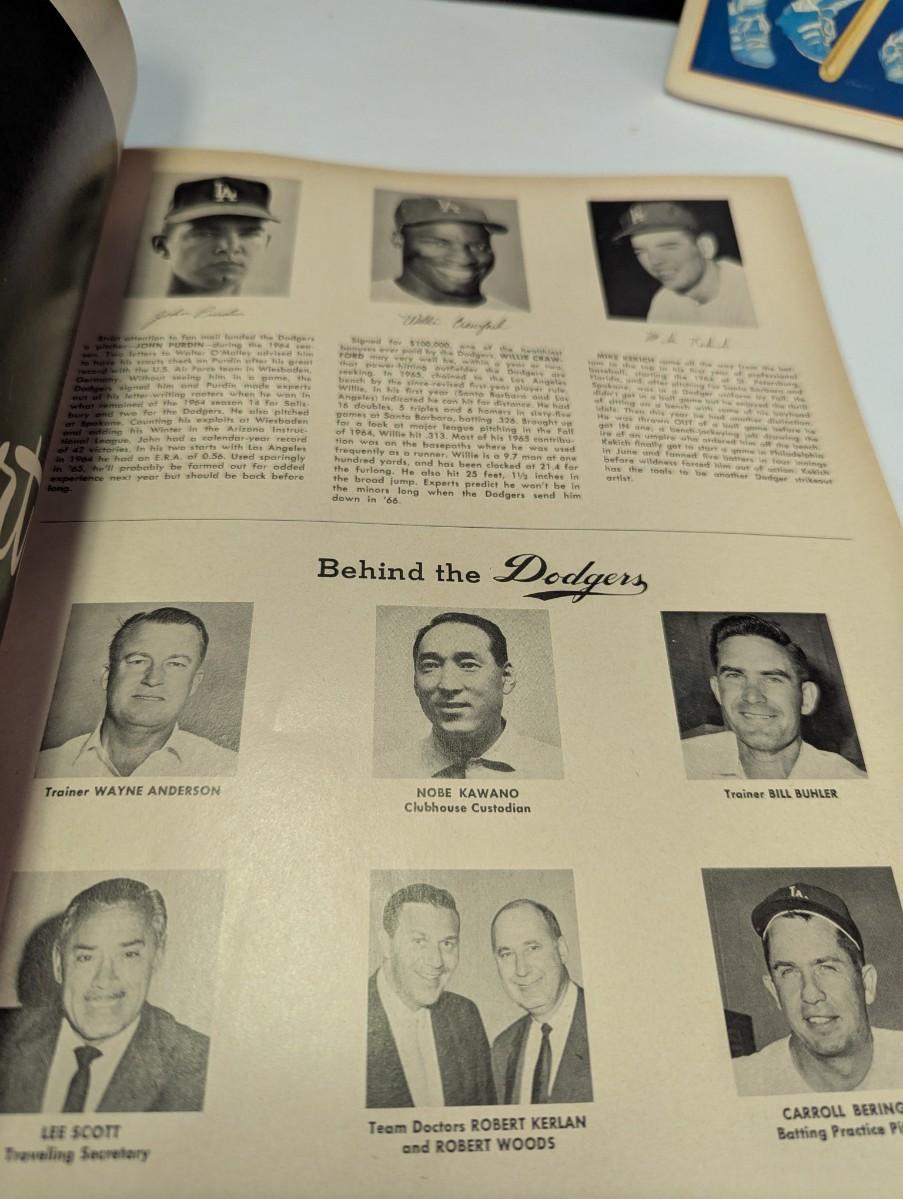 LA
John Purdin
Willie Crawford
Mike Kekich
Strict attention to fan mail landed the Dodgers
a pitcher—JOHN PURDIN—during the 1964 sea-
son. Two letters to Walter O'Malley advised him
to have his scouts check on Purdin after his great
record with the U.S. Air Force team in Wiesbaden,
Germany. Without seeing him in a game, the
Dodgers signed him and Purdin made experts
out of his letter-writing rooters when he won in
what remained of the 1964 season 14 for Salis-
bury and two for the Dodgers. He also pitched
at Spokane. Counting his exploits at Wiesbaden
and adding his Winter in the Arizona Instruc-
tional League, John had a calendar-year record
of 42 victories. In his two starts with Los Angeles
in 1964 he had an E.R.A. of 0.56. Used sparingly
in '65, he'll probably be farmed out for added
experience next year but should be back before
long.
Signed for $100,000, one of the healthiest
bonuses ever paid by the Dodgers, WILLIE CRAW-
FORD may very well be, within a year or two,
that power-hitting outfielder the Dodgers are
seeking. In 1965, chained to the Los Angeles
bench by the since-revised first year player rule,
Willie, in his first year (Santa Barbara and Los
Angeles) indicated he can hit for distance. He had
16 doubles, 5 triples and 6 homers in sixty-five
games at Santa Barbara, batting .326. Brought up
for a look at major league pitching in the Fall
of 1964, Willie hit .313. Most of his 1965 contribu-
tion was on the basepaths where he was used
frequently as a runner. Willie is a 9.7 man at one
hundred yards, and has been clocked at 21.4 for
the furlong. He also hit 25 feet, 1½ inches in
the broad jump. Experts predict he won't be in
the minors long when the Dodgers send him
down in '66.
MIKE KEKICH came all the way from the bot-
tom to the top in his first year of professional
baseball, starting the 1965 at St. Petersburg,
Florida, and, after pitching for Santa Barbara and
Spokane, was in Dodger uniform by Fall. He
didn't get in a ball game but he enjoyed the thrill
of sitting on a bench with some of his boyhood
idols. Then this year he had another distinction.
He was thrown OUT of a ball game before he
got IN one, a bench-jockeying job drawing the
ire of an umpire who ordered him off the bench.
Kekich finally got to start a game in Philadelphia
in June and fanned five batters in four innings
before wildness forced him out of action. Kekich
has the tools to be another Dodger strikeout
artist.
Behind the Dodgers
Trainer WAYNE ANDERSON
NOBE KAWANO
Clubhouse Custodian
Trainer BILL BUHLER
LA
LEE SCOTT
Traveling Secretary
Team Doctors ROBERT KERLAN
and ROBERT WOODS
CARROLL BERING
Batting Practice Pi